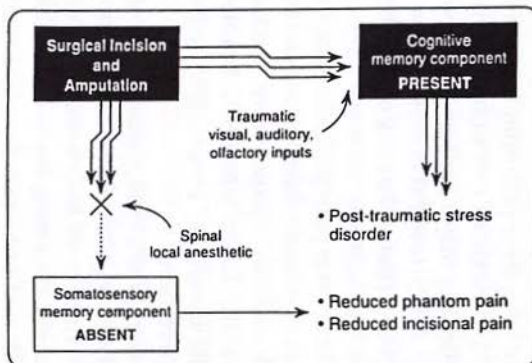 Surgical Incision
and
Amputation
Cognitive
memory component
PRESENT
Traumatic
visual, auditory,
olfactory inputs
Spinal
local anesthetic
• Post-traumatic stress
disorder
Somatosensory
memory component
ABSENT
• Reduced phantom pain
• Reduced incisional pain